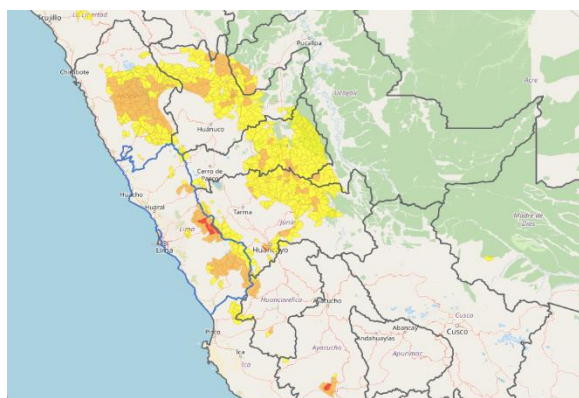 Trujillo
La Libertad
Pucallpa
Chimbote
Acre
Ucayali
Huánuco
Cerro de
Pasco
Huacho
Huaral
Tarma
Junín
Lima
Lima
Madre de
Dios
Huancayo
Huancavelica
Ayacucho
Cusco
Pisco
Abancay
Cusco
Andahuaylas
Apurímac
Ica
Ica
Ayacucho